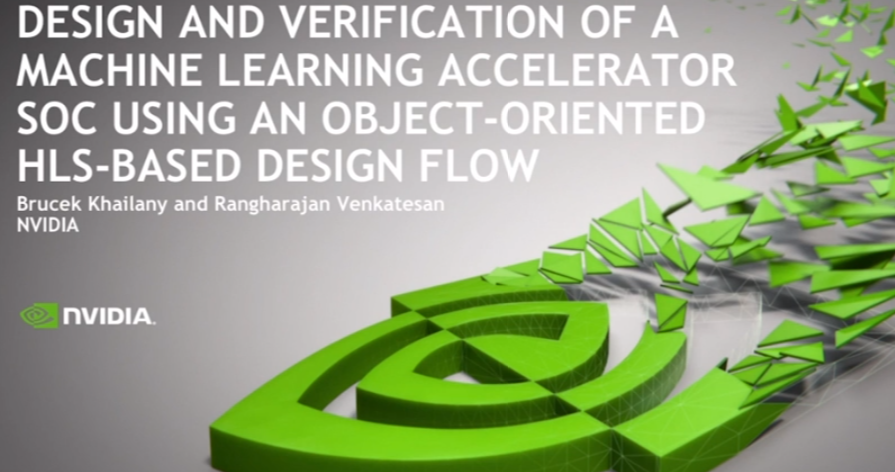 DESIGN AND VERIFICATION OF A
MACHINE LEARNING ACCELERATOR
SOC USING AN OBJECT-ORIENTED
HLS-BASED DESIGN FLOW
Brucek Khailany and Rangharajan Venkatesan
NVIDIA
NVIDIA.